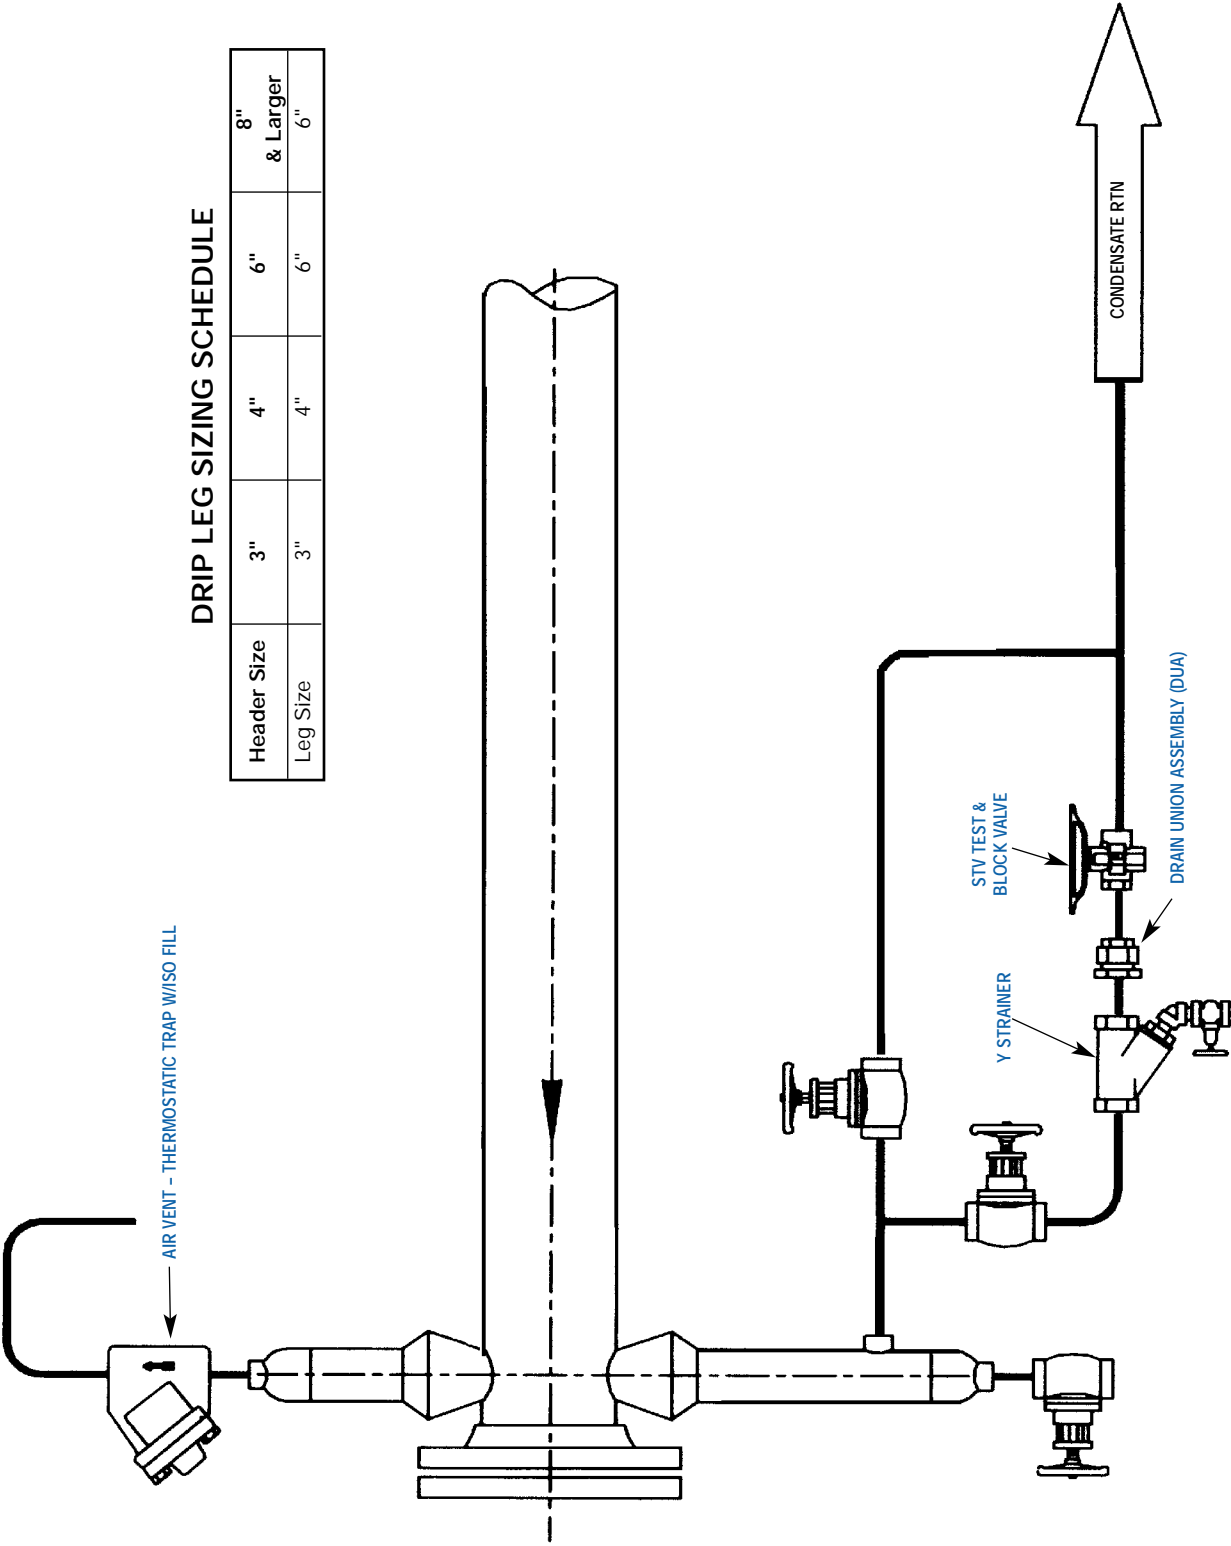 DRIP LEG SIZING SCHEDULE
Header Size 3" 4" 6" 8"
& Larger
Leg Size 3" 4" 6" 6"
AIR VENT – THERMOSTATIC TRAP W/ISO FILL
STV TEST &
BLOCK VALVE
Y STRAINER
DRAIN UNION ASSEMBLY (DUA)
CONDENSATE RTN